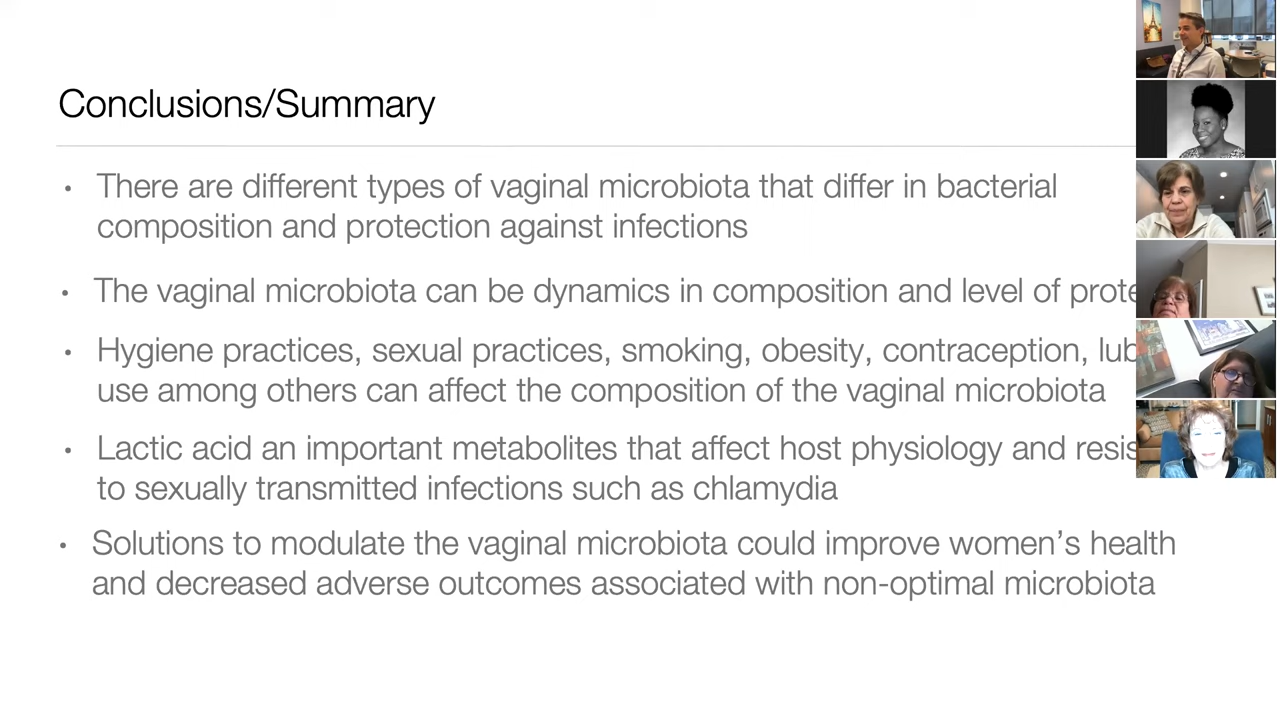 Conclusions/Summary
• There are different types of vaginal microbiota that differ in bacterial
composition and protection against infections
• The vaginal microbiota can be dynamics in composition and level of
• Hygiene practices, sexual practices, smoking, obesity, contraception,
use among others can affect the composition of the vaginal microbiota
• Lactic acid an important metabolites that affect host physiology and
to sexually transmitted infections such as chlamydia
• Solutions to modulate the vaginal microbiota could improve women’s health
and decreased adverse outcomes associated with non-optimal microbiota